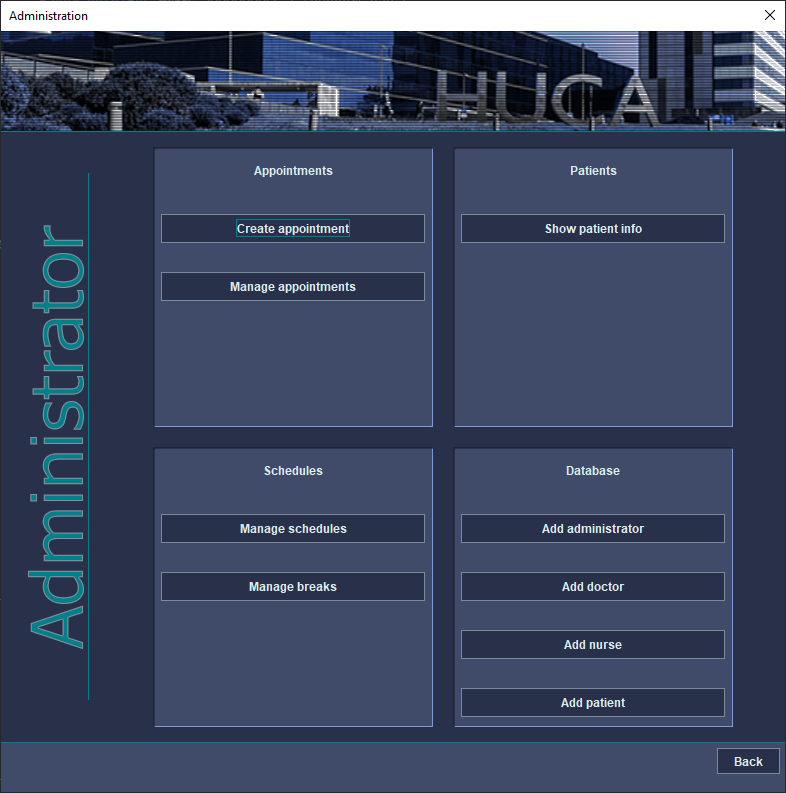 Administration
HUCA
Administrator
Appointments
Create appointment
Manage appointments
Patients
Show patient info
Schedules
Manage schedules
Manage breaks
Database
Add administrator
Add doctor
Add nurse
Add patient
Back